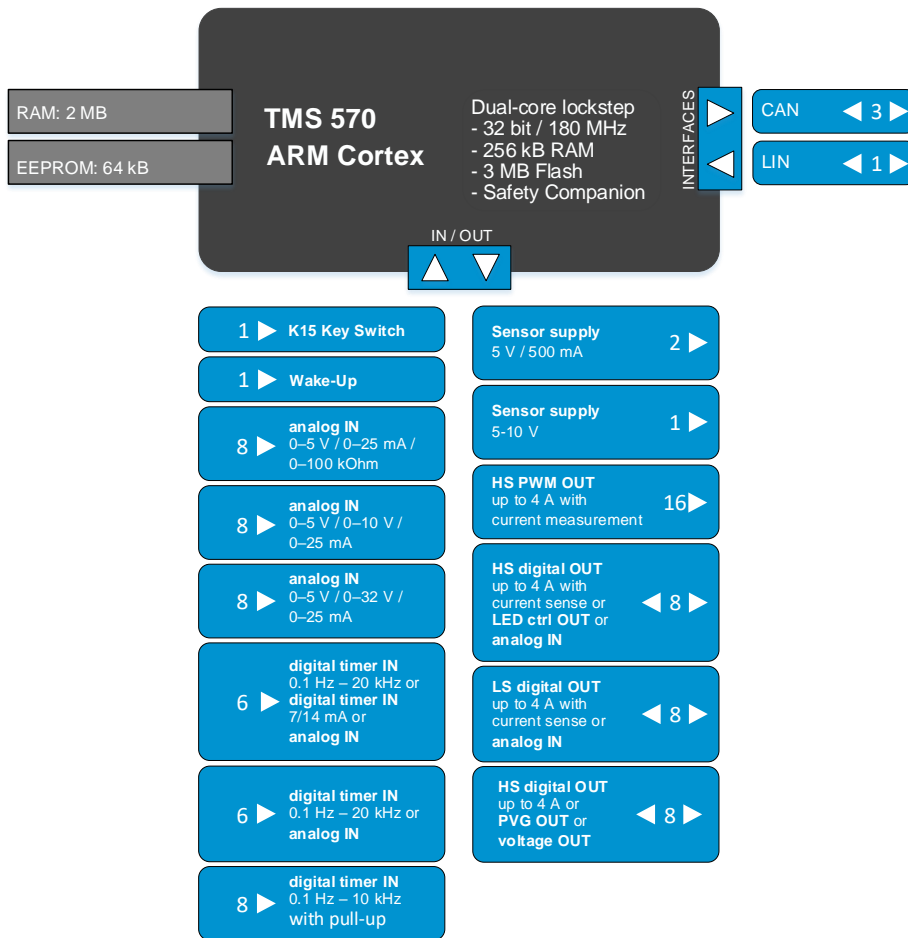 RAM: 2 MB
EEPROM: 64 kB
TMS 570
ARM Cortex
Dual-core lockstep
- 32 bit / 180 MHz
- 256 kB RAM
- 3 MB Flash
- Safety Companion
INTERFACES
CAN 3
LIN 1
IN / OUT
1 K15 Key Switch
1 Wake-Up
8
analog IN
0–5 V / 0–25 mA /
0–100 kOhm
8
analog IN
0–5 V / 0–10 V /
0–25 mA
8
analog IN
0–5 V / 0–32 V /
0–25 mA
6
digital timer IN
0.1 Hz – 20 kHz or
digital timer IN
7/14 mA or
analog IN
6
digital timer IN
0.1 Hz – 20 kHz or
analog IN
8
digital timer IN
0.1 Hz – 10 kHz
with pull-up
Sensor supply
5 V / 500 mA
2
Sensor supply
5-10 V
1
HS PWM OUT
up to 4 A with
current measurement
16
HS digital OUT
up to 4 A with
current sense or
LED ctrl OUT or
analog IN
8
LS digital OUT
up to 4 A with
current sense or
analog IN
8
HS digital OUT
up to 4 A or
PVG OUT or
voltage OUT
8